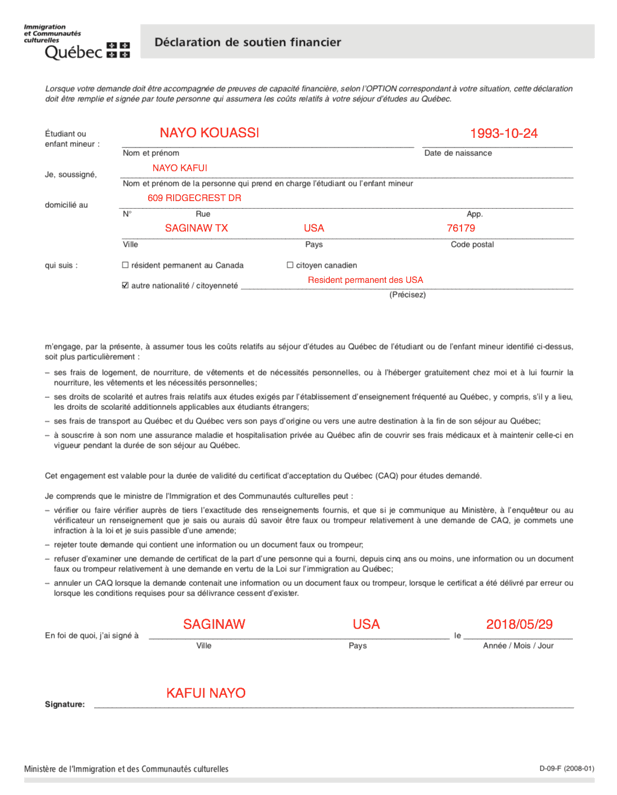 Immigration
et Communautés
culturelles
Québec
Déclaration de soutien financier
Lorsque votre demande doit être accompagnée de preuves de capacité financière, selon l'OPTION correspondant à votre situation, cette déclaration
doit être remplie et signée par toute personne qui assumera les coûts relatifs à votre séjour d'études au Québec.
Étudiant ou
enfant mineur :
NAYO KOUASSI
1993-10-24
Nom et prénom
Date de naissance
Je, soussigné,
NAYO KAFUI
Nom et prénom de la personne qui prend en charge l'étudiant ou l'enfant mineur
domicilié au
609 RIDGECREST DR
N° Rue App.
SAGINAW TX USA 76179
Ville Pays Code postal
qui suis :
☐ résident permanent au Canada ☐ citoyen canadien
☑ autre nationalité / citoyenneté Resident permanent des USA
(Précisez)
m'engage, par la présente, à assumer tous les coûts relatifs au séjour d'études au Québec de l'étudiant ou de l'enfant mineur identifié ci-dessus,
soit plus particulièrement :
– ses frais de logement, de nourriture, de vêtements et de nécessités personnelles, ou à l'héberger gratuitement chez moi et à lui fournir la
nourriture, les vêtements et les nécessités personnelles;
– ses droits de scolarité et autres frais relatifs aux études exigés par l'établissement d'enseignement fréquenté au Québec, y compris, s'il y a lieu,
les droits de scolarité additionnels applicables aux étudiants étrangers;
– ses frais de transport au Québec et du Québec vers son pays d'origine ou vers une autre destination à la fin de son séjour au Québec;
– à souscrire à son nom une assurance maladie et hospitalisation privée au Québec afin de couvrir ses frais médicaux et à maintenir celle-ci en
vigueur pendant la durée de son séjour au Québec.
Cet engagement est valable pour la durée de validité du certificat d'acceptation du Québec (CAQ) pour études demandé.
Je comprends que le ministre de l'Immigration et des Communautés culturelles peut :
– vérifier ou faire vérifier auprès de tiers l'exactitude des renseignements fournis, et que si je communique au Ministère, à l'enquêteur ou au
vérificateur un renseignement que je sais ou aurais dû savoir être faux ou trompeur relativement à une demande de CAQ, je commets une
infraction à la loi et je suis passible d'une amende;
– rejeter toute demande qui contient une information ou un document faux ou trompeur;
– refuser d'examiner une demande de certificat de la part d'une personne qui a fourni, depuis cinq ans ou moins, une information ou un document
faux ou trompeur relativement à une demande en vertu de la Loi sur l'immigration au Québec;
– annuler un CAQ lorsque la demande contenait une information ou un document faux ou trompeur, lorsque le certificat a été délivré par erreur ou
lorsque les conditions requises pour sa délivrance cessent d'exister.
En foi de quoi, j'ai signé à SAGINAW USA le 2018/05/29
Ville Pays Année / Mois / Jour
KAFUI NAYO
Signature:
Ministère de l'Immigration et des Communautés culturelles
D-09-F (2008-01)